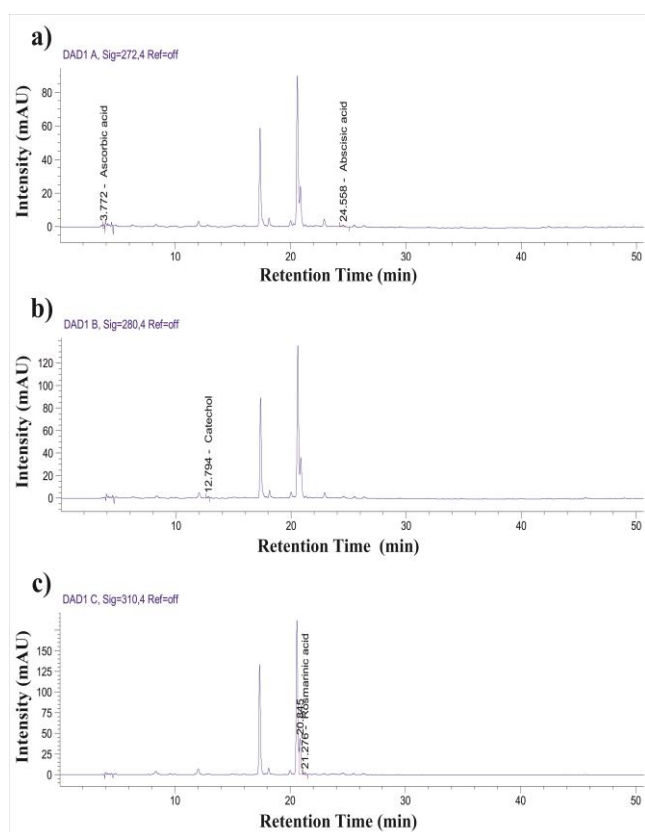 a)
DAD1 A, Sig=272,4 Ref=off
Intensity (mAU)
80
60
40
20
0
3.772 - Ascorbic acid
24.558 - Abscisic acid
10
20
30
40
50
Retention Time (min)
b)
DAD1 B, Sig=280,4 Ref=off
Intensity (mAU)
120
100
80
60
40
20
0
12.794 - Catechol
10
20
30
40
50
Retention Time (min)
c)
DAD1 C, Sig=310,4 Ref=off
Intensity (mAU)
150
125
100
75
50
25
0
20.845
21.276 - Rosmarinic acid
10
20
30
40
50
Retention Time (min)